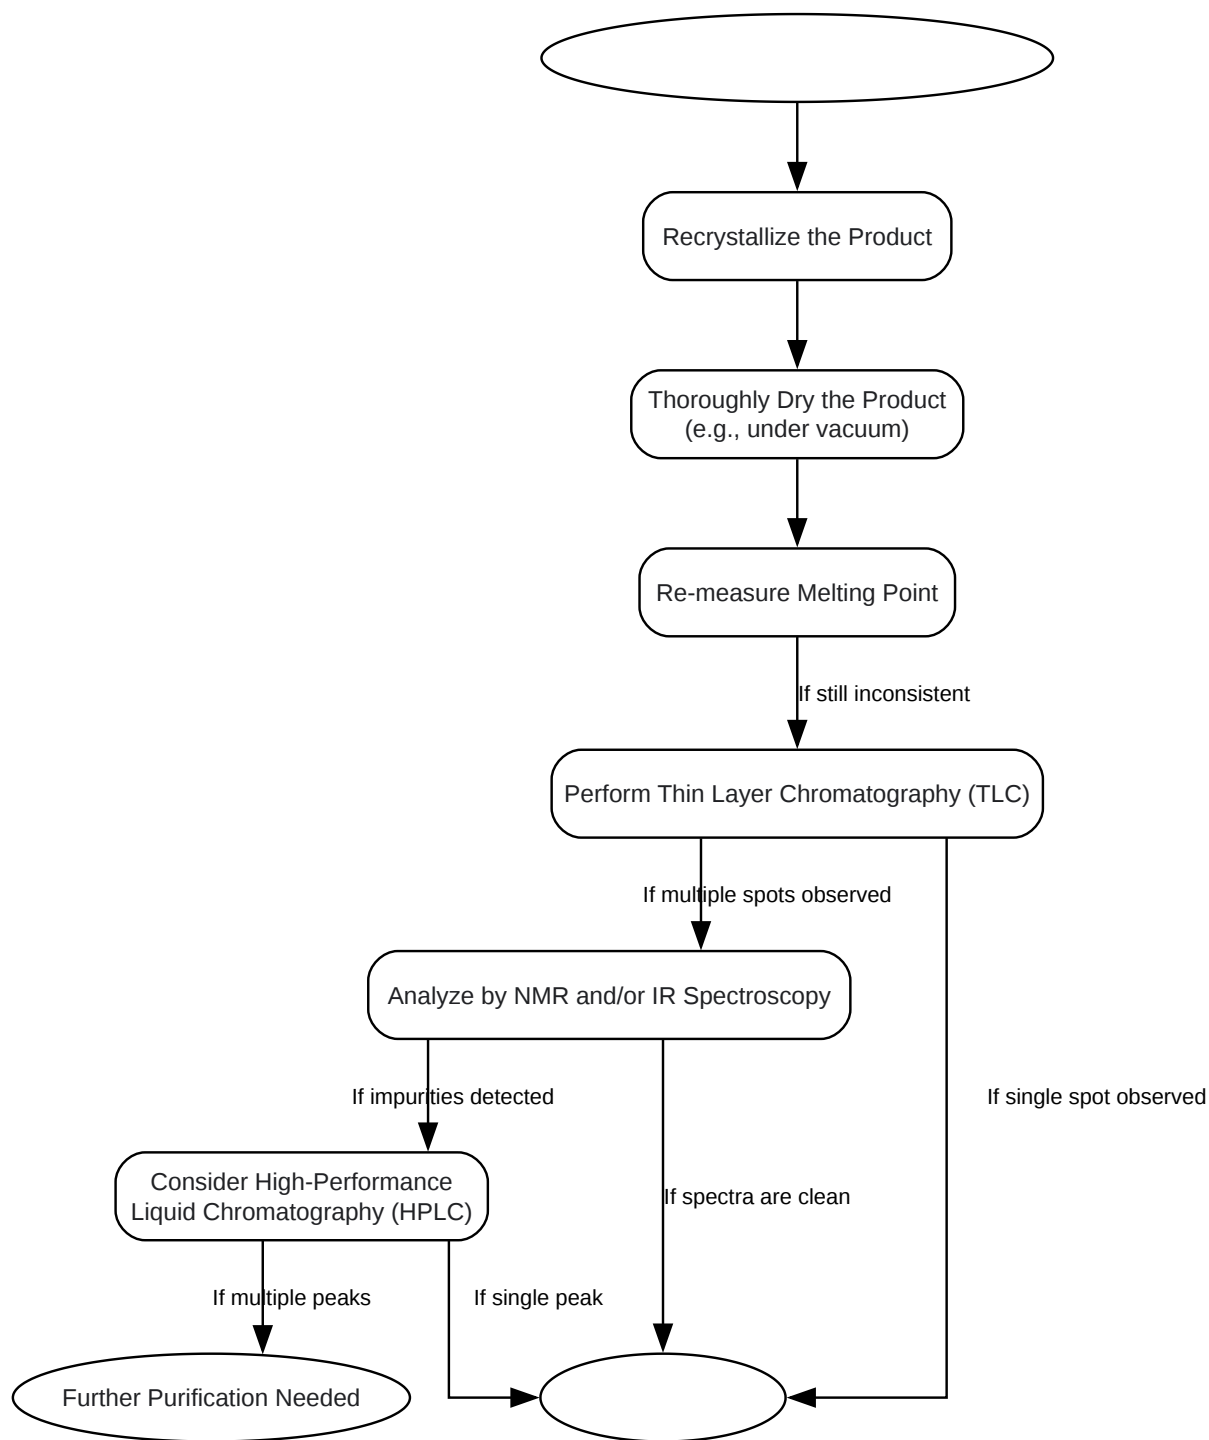 Recrystallize the Product
Thoroughly Dry the Product
(e.g., under vacuum)
Re-measure Melting Point
If still inconsistent
Perform Thin Layer Chromatography (TLC)
If multiple spots observed
Analyze by NMR and/or IR Spectroscopy
If impurities detected
If single spot observed
Consider High-Performance
Liquid Chromatography (HPLC)
If spectra are clean
If multiple peaks
If single peak
Further Purification Needed